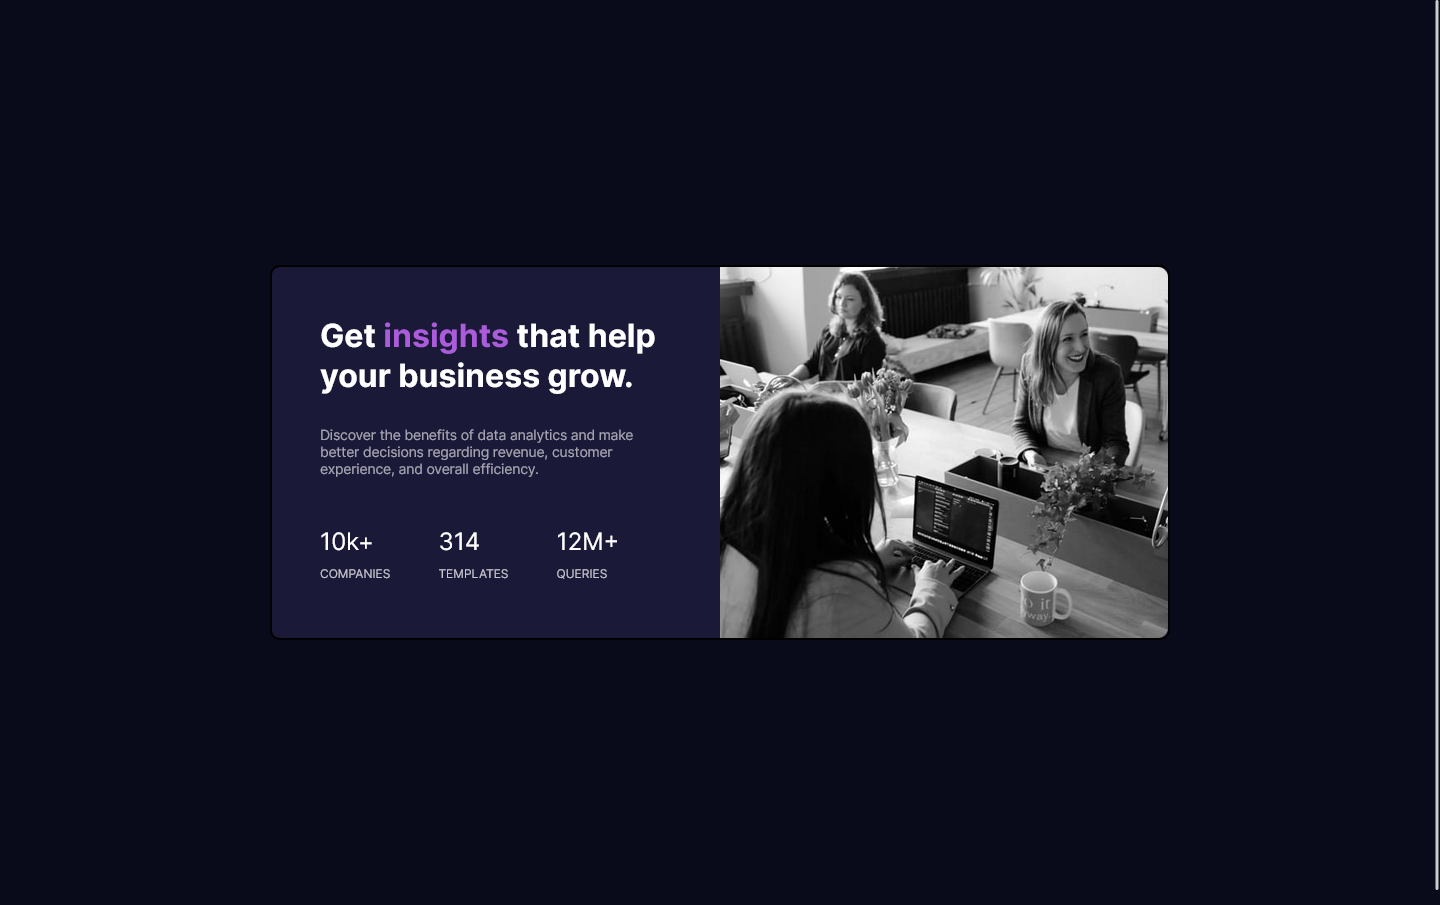 Get insights that help
your business grow.
Discover the benefits of data analytics and make
better decisions regarding revenue, customer
experience, and overall efficiency.
10k+ 314 12M+
COMPANIES TEMPLATES QUERIES